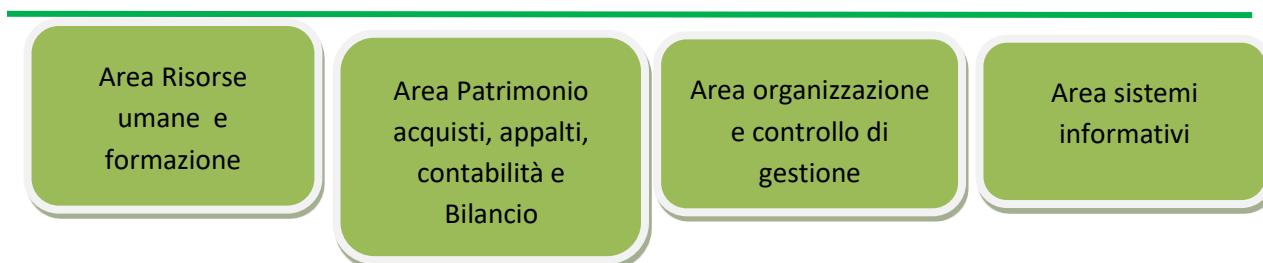 Area Risorse
umane e
formazione
Area Patrimonio
acquisti, appalti,
contabilità e
Bilancio
Area organizzazione
e controllo di
gestione
Area sistemi
informativi